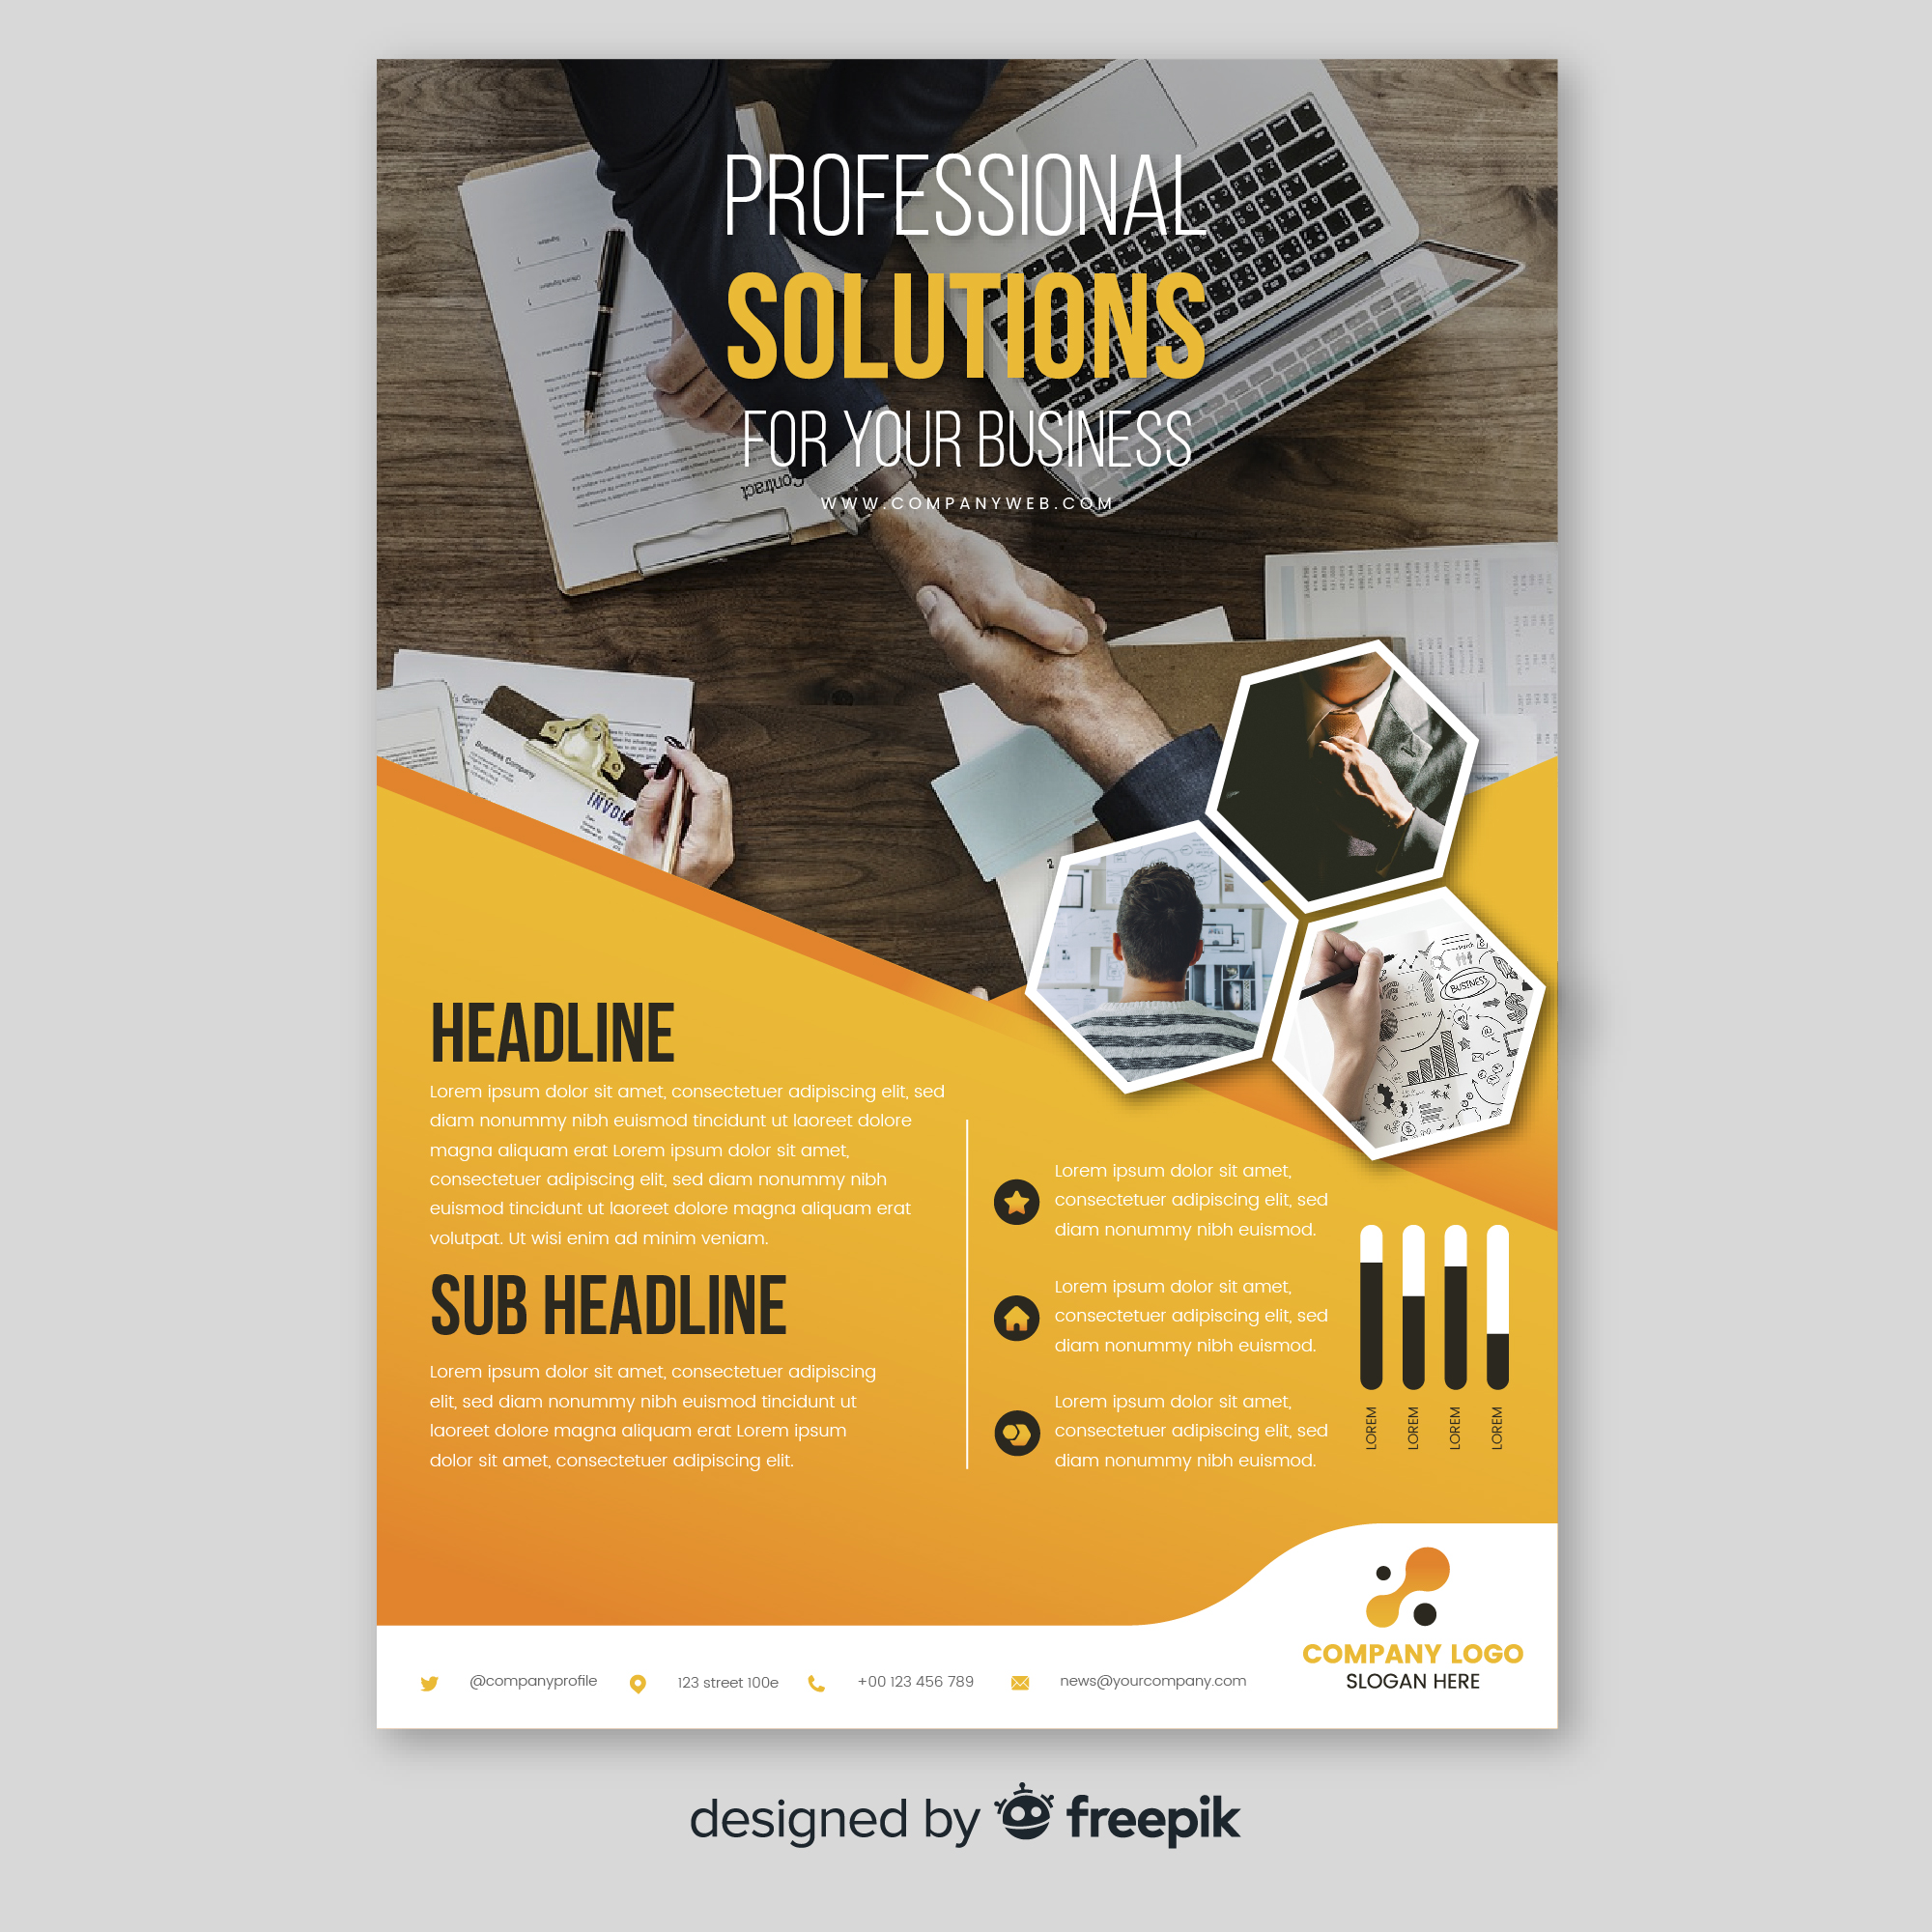 PROFESSIONAL
SOLUTIONS
FOR YOUR BUSINESS
WWW.COMPANYWEB.COM
Contract
Business Company
BUSINESS
HEADLINE
Lorem ipsum dolor sit amet, consectetuer adipiscing elit, sed
diam nonummy nibh euismod tincidunt ut laoreet dolore
magna aliquam erat Lorem ipsum dolor sit amet,
consectetuer adipiscing elit, sed diam nonummy nibh
euismod tincidunt ut laoreet dolore magna aliquam erat
volutpat. Ut wisi enim ad minim veniam.
SUB HEADLINE
Lorem ipsum dolor sit amet, consectetuer adipiscing
elit, sed diam nonummy nibh euismod tincidunt ut
laoreet dolore magna aliquam erat Lorem ipsum
dolor sit amet, consectetuer adipiscing elit.
Lorem ipsum dolor sit amet,
consectetuer adipiscing elit, sed
diam nonummy nibh euismod.
Lorem ipsum dolor sit amet,
consectetuer adipiscing elit, sed
diam nonummy nibh euismod.
Lorem ipsum dolor sit amet,
consectetuer adipiscing elit, sed
diam nonummy nibh euismod.
LOREM
LOREM
LOREM
LOREM
COMPANY LOGO
SLOGAN HERE
@companyprofile
123 street 100e
+00 123 456 789
news@yourcompany.com
designed by freepik